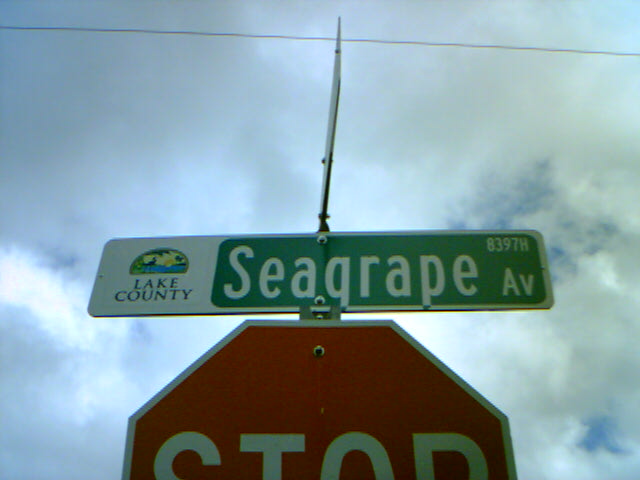 LAKE
COUNTY
Seagrape Av
8397H
STOP